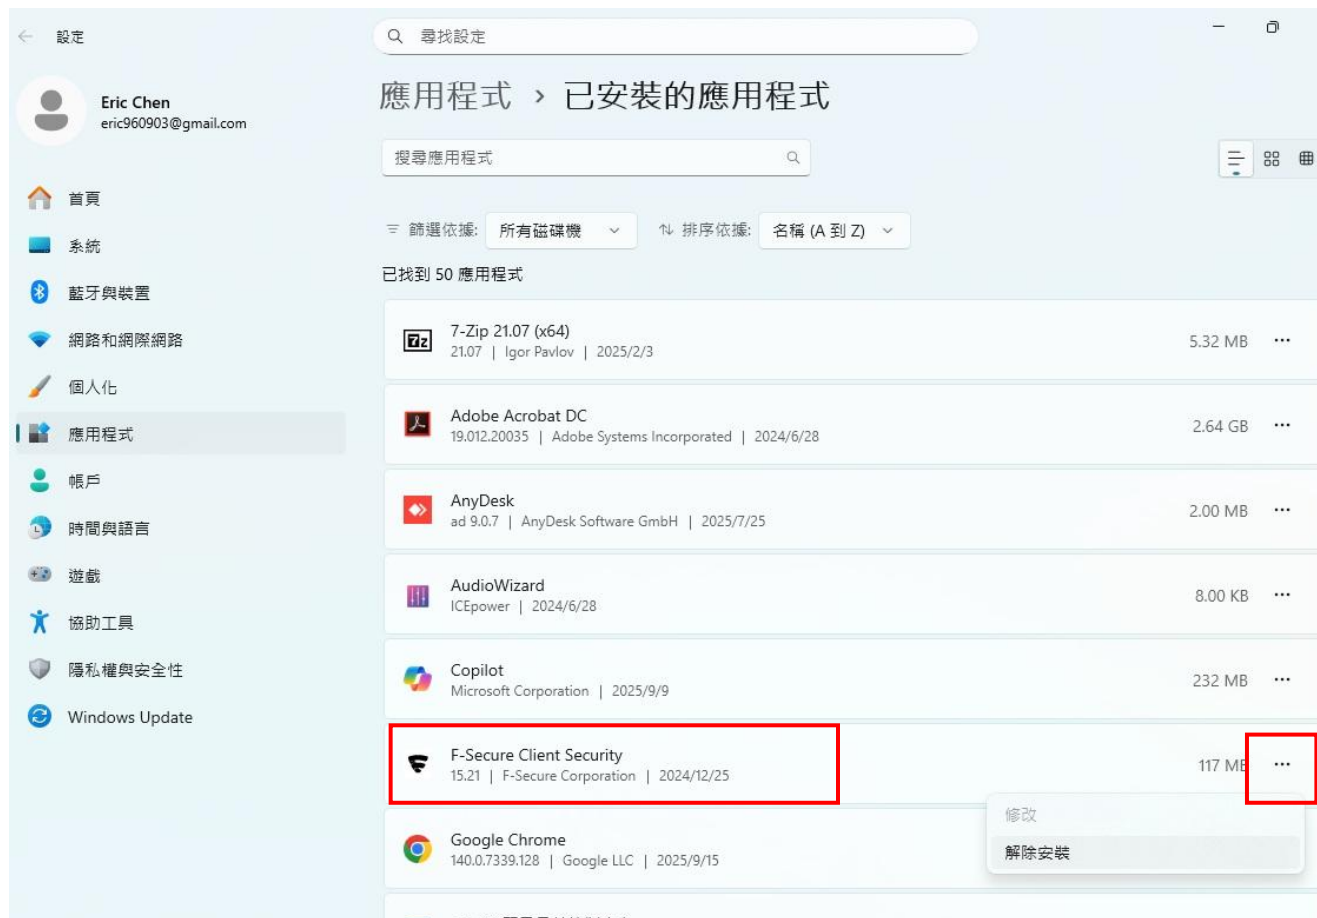 設定
尋找設定
Eric Chen
eric960903@gmail.com
應用程式 › 已安裝的應用程式
搜尋應用程式
首頁
系統
藍牙與裝置
網路和網際網路
個人化
應用程式
帳戶
時間與語言
遊戲
協助工具
隱私權與安全性
Windows Update
篩選依據: 所有磁碟機 排序依據: 名稱 (A 到 Z)
已找到 50 應用程式
7-Zip 21.07 (x64)
21.07 | Igor Pavlov | 2025/2/3
5.32 MB
Adobe Acrobat DC
19.012.20035 | Adobe Systems Incorporated | 2024/6/28
2.64 GB
AnyDesk
ad 9.0.7 | AnyDesk Software GmbH | 2025/7/25
2.00 MB
AudioWizard
ICEpower | 2024/6/28
8.00 KB
Copilot
Microsoft Corporation | 2025/9/9
232 MB
F-Secure Client Security
15.21 | F-Secure Corporation | 2024/12/25
117 MB
修改
解除安裝
Google Chrome
140.0.7339.128 | Google LLC | 2025/9/15